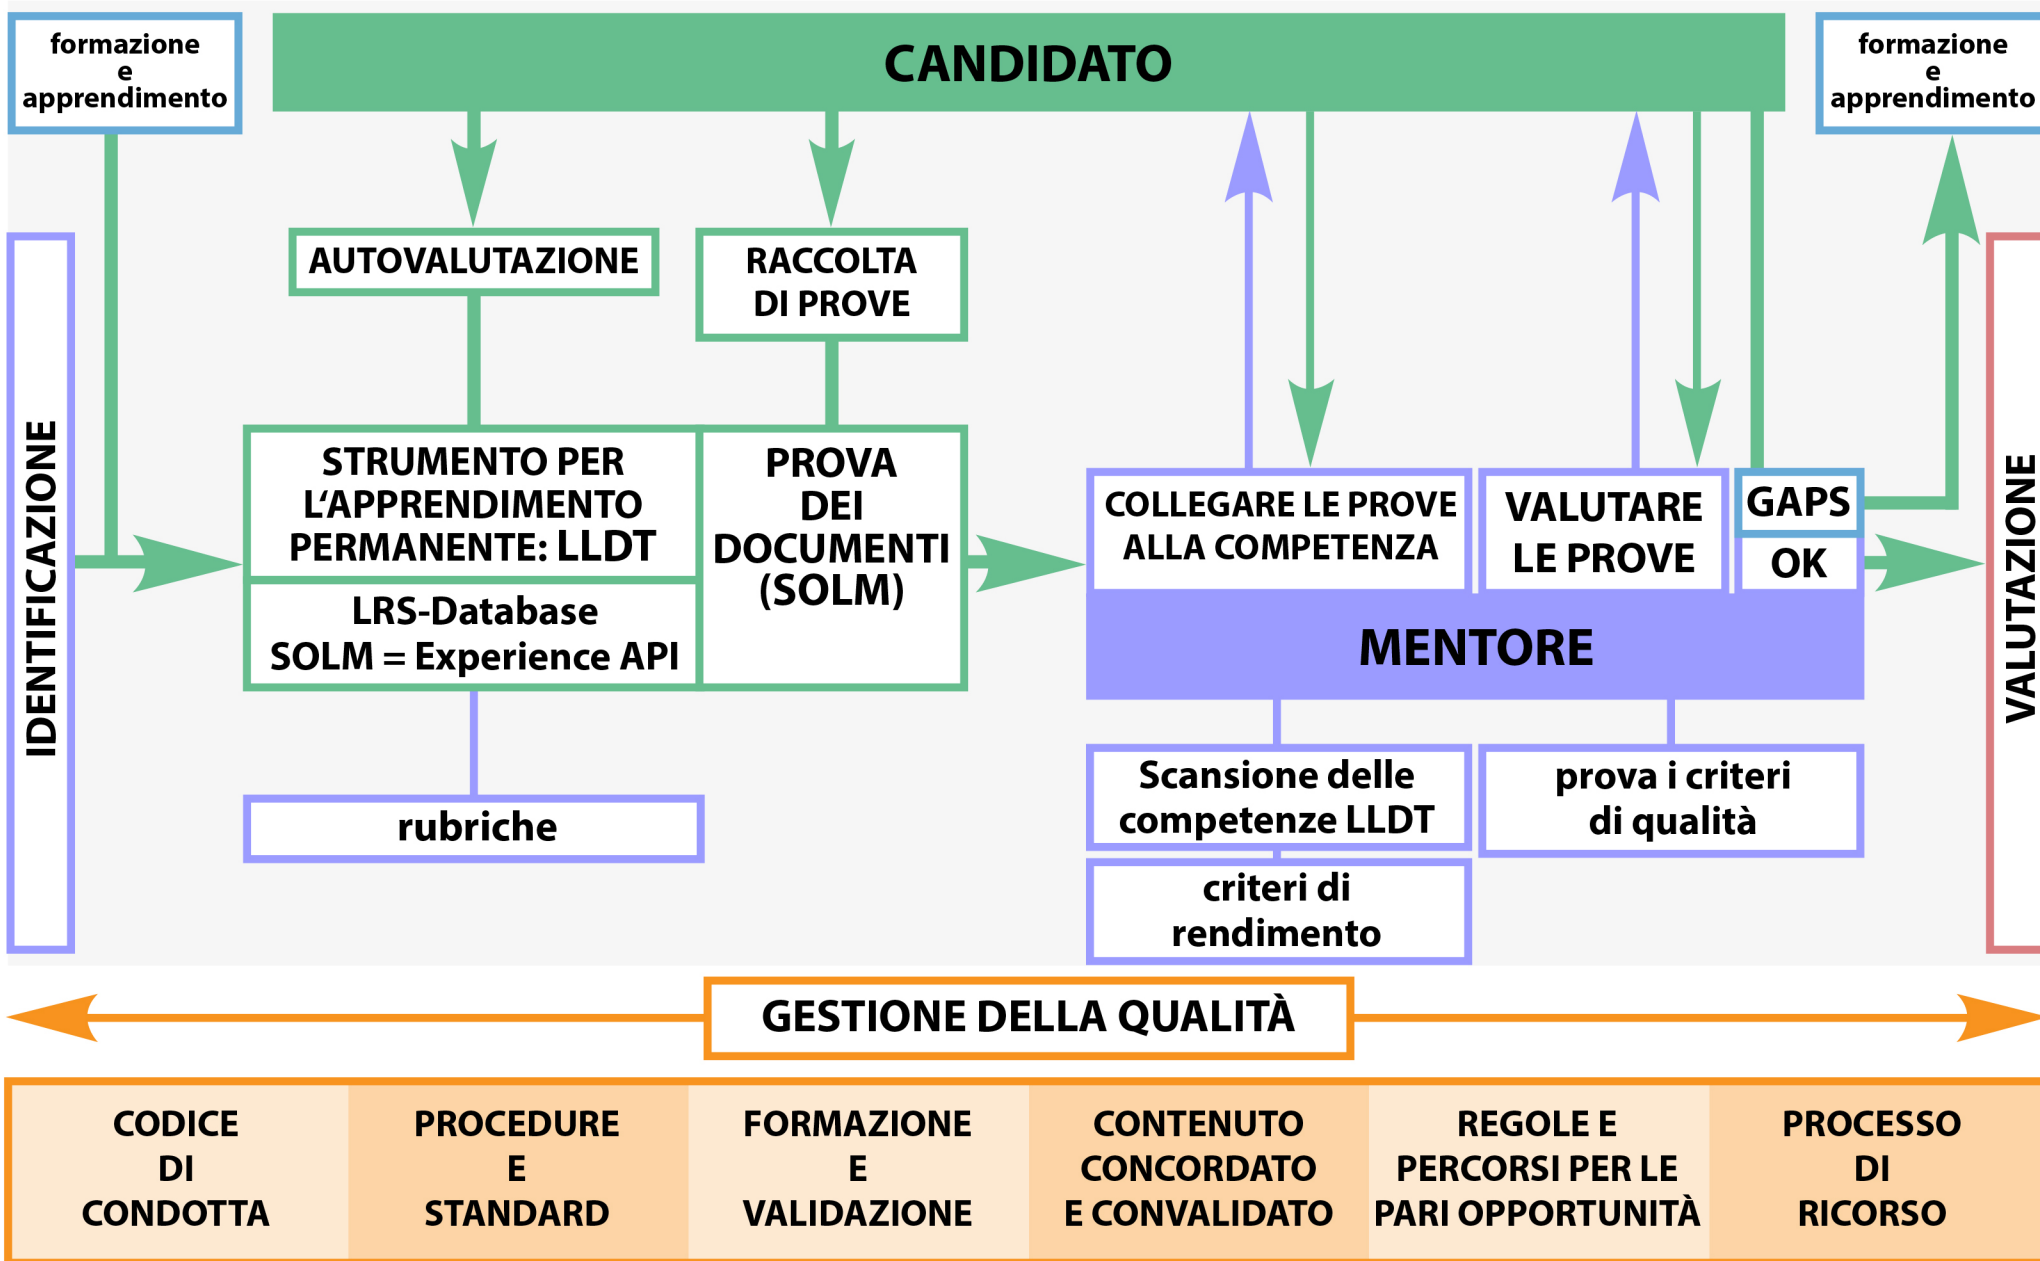 formazione
e
apprendimento
CANDIDATO
formazione
e
apprendimento
AUTOVALUTAZIONE
RACCOLTA
DI PROVE
IDENTIFICAZIONE
STRUMENTO PER
L‘APPRENDIMENTO
PERMANENTE: LLDT
LRS-Database
SOLM = Experience API
PROVA
DEI
DOCUMENTI
(SOLM)
COLLEGARE LE PROVE
ALLA COMPETENZA
VALUTARE
LE PROVE
GAPS
OK
VALUTAZIONE
MENTORE
rubriche
Scansione delle
competenze LLDT
criteri di
rendimento
prova i criteri
di qualità
GESTIONE DELLA QUALITÀ
CODICE
DI
CONDOTTA
PROCEDURE
E
STANDARD
FORMAZIONE
E
VALIDAZIONE
CONTENUTO
CONCORDATO
E CONVALIDATO
REGOLE E
PERCORSI PER LE
PARI OPPORTUNITÀ
PROCESSO
DI
RICORSO